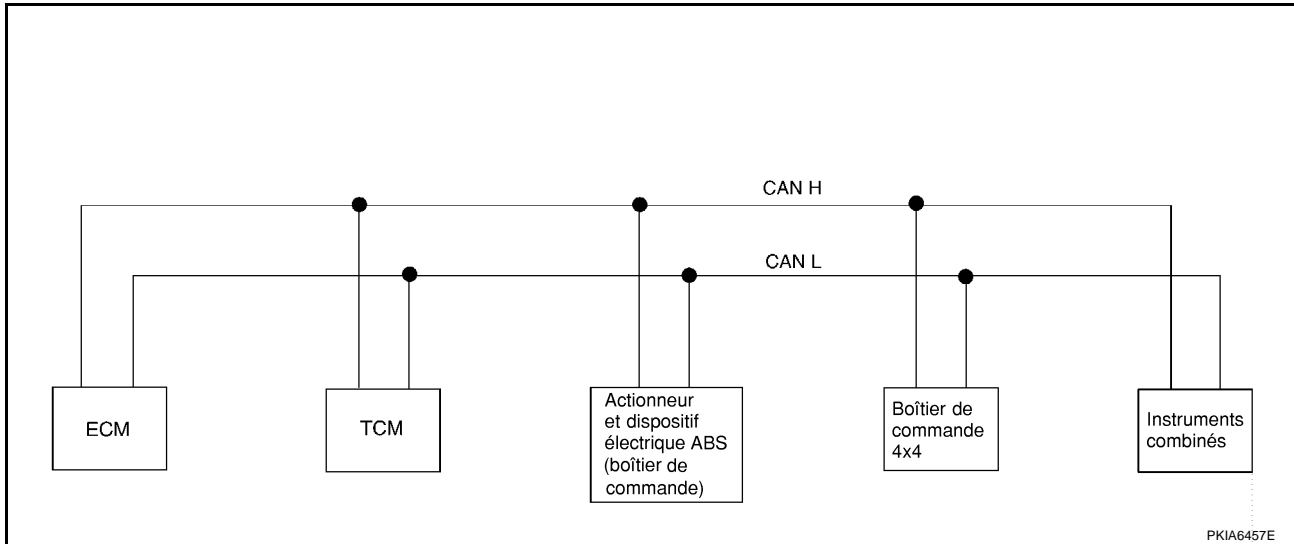 CAN H
CAN L
ECM
TCM
Actionneur
et dispositif
électrique ABS
(boîtier de
commande)
Boîtier de
commande
4x4
Instruments
combinés
PKIA6457E